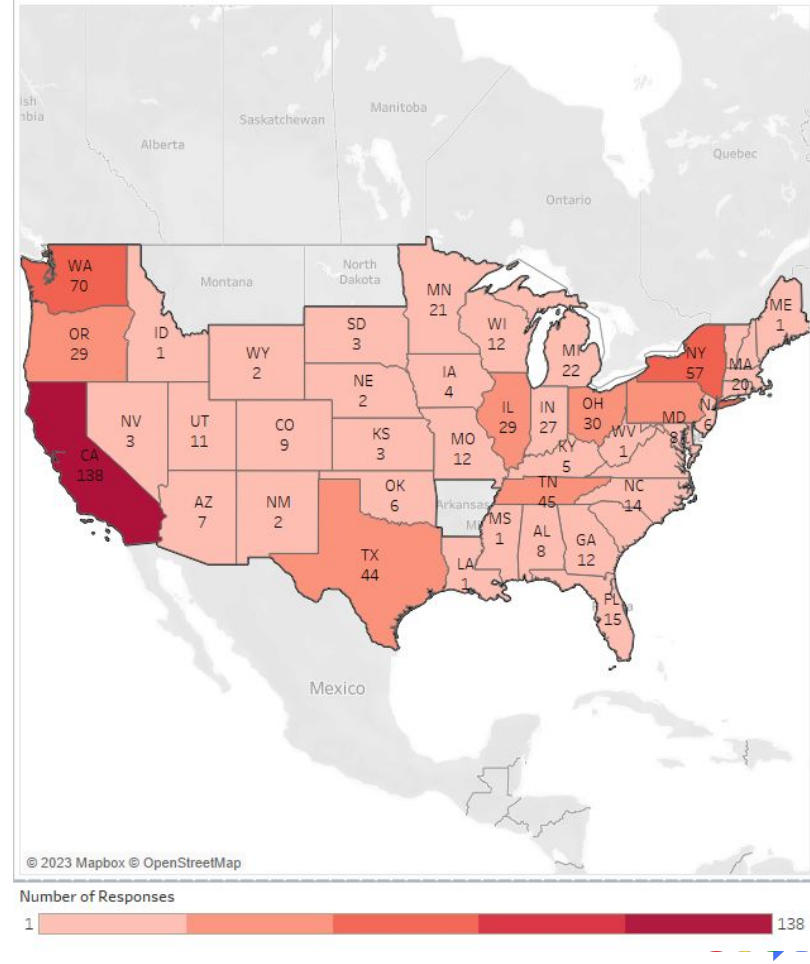 ish
mbia
Alberta
Saskatchewan
Manitoba
Ontario
Quebec
Montana
North
Dakota
WA
70
OR
29
ID
1
WY
2
SD
3
NE
2
MN
21
WI
12
MI
22
IA
4
IL
29
IN
27
OH
30
NY
57
MA
20
ME
1
NJ
6
MD
8
WV
1
KY
5
CA
138
NV
3
UT
11
CO
9
KS
3
MO
12
TN
45
NC
14
AZ
7
NM
2
OK
6
Arkansas
MS
1
AL
8
GA
12
TX
44
LA
1
FL
15
Mexico
© 2023 Mapbox © OpenStreetMap
Number of Responses
1
138